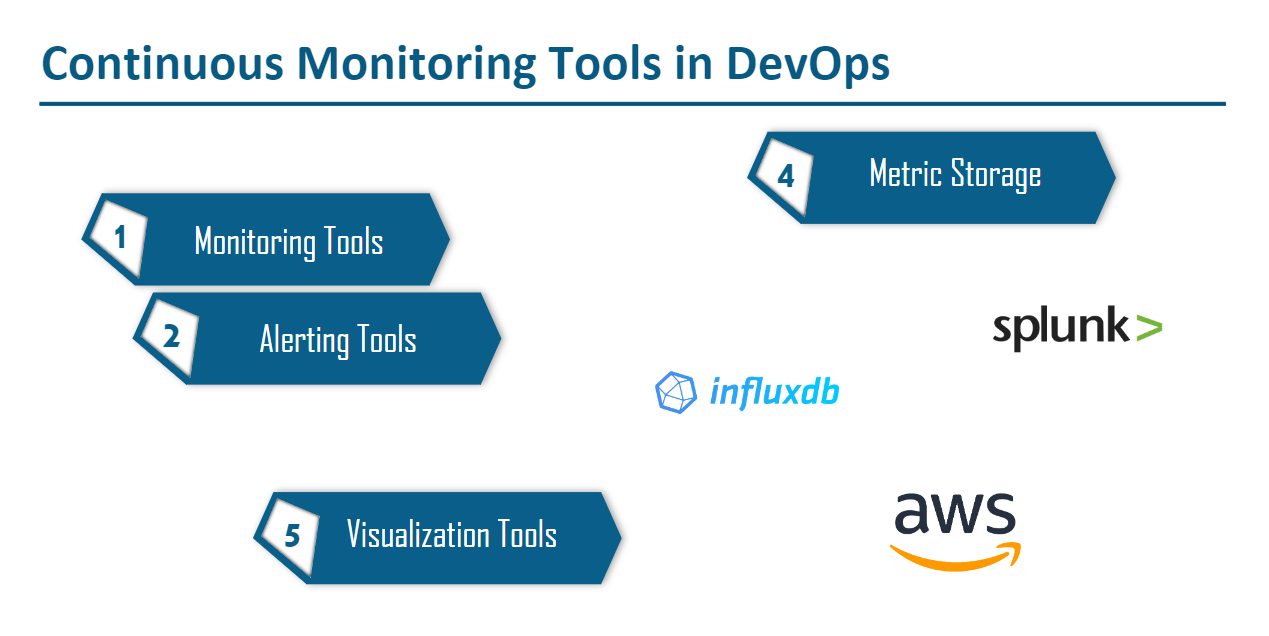 Continuous Monitoring Tools in DevOps
4 Metric Storage
1 Monitoring Tools
2 Alerting Tools
splunk>
influxdb
5 Visualization Tools
aws